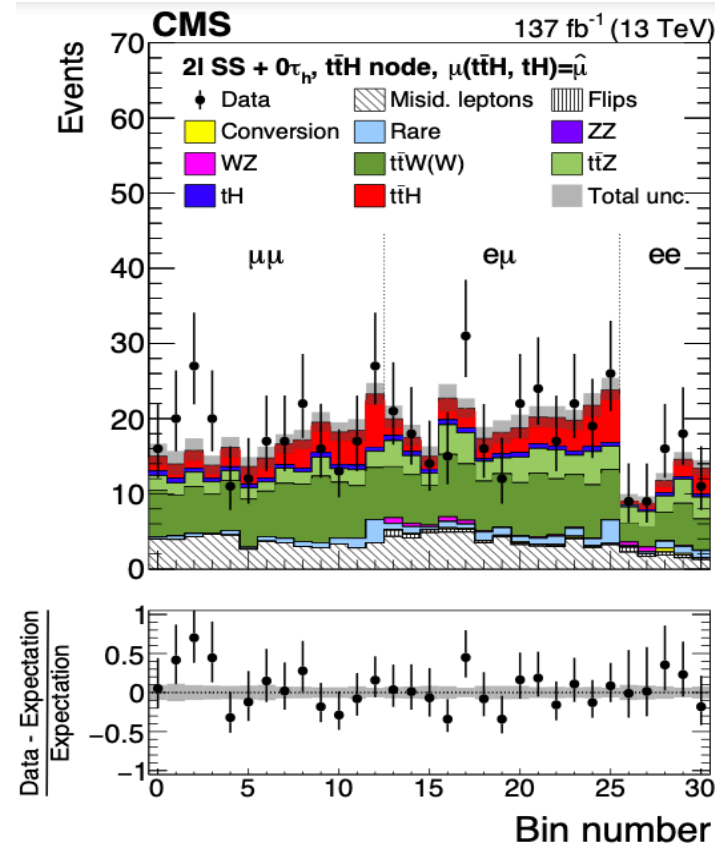 CMS 137 fb⁻¹ (13 TeV)
2l SS + 0τₕ, tt̄H node, μ(tt̄H, tH)=μ̂
Data Misid. leptons Flips
Conversion Rare ZZ
WZ tt̄W(W) tt̄Z
tH tt̄H Total unc.
Events
70
60
50
40
30
20
10
0
μμ eμ ee
Data - Expectation
Expectation
1
0.5
0
−0.5
−1
0 5 10 15 20 25 30
Bin number